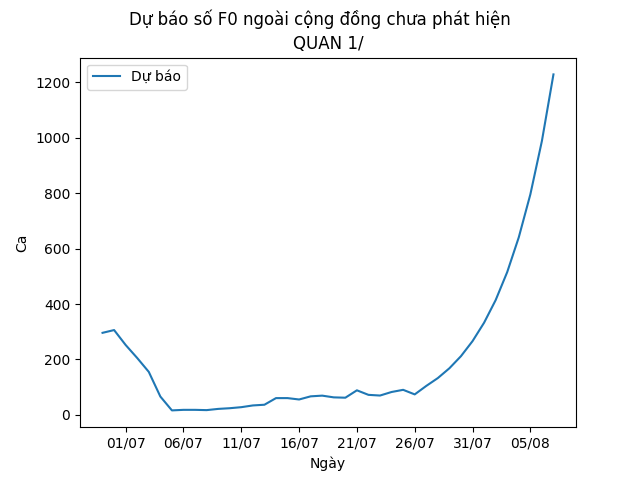 Dự báo số F0 ngoài cộng đồng chưa phát hiện
QUAN 1/
Dự báo
1200
1000
800
600
400
200
0
Ca
01/07 06/07 11/07 16/07 21/07 26/07 31/07 05/08
Ngày